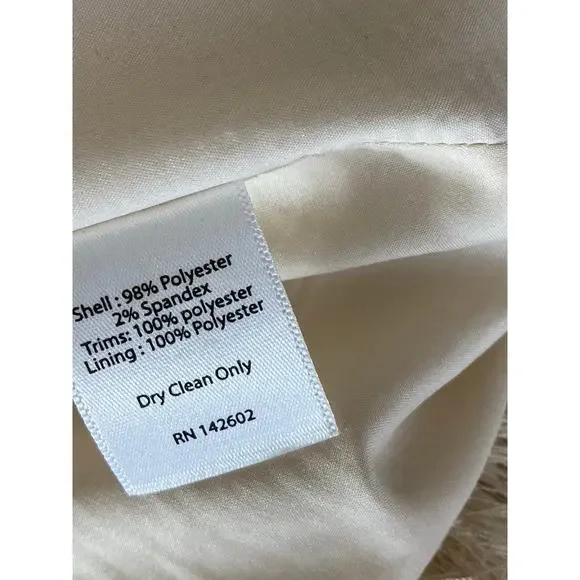 Shell : 98% Polyester
2% Spandex
Trims: 100% polyester
Lining : 100% Polyester
Dry Clean Only
RN 142602